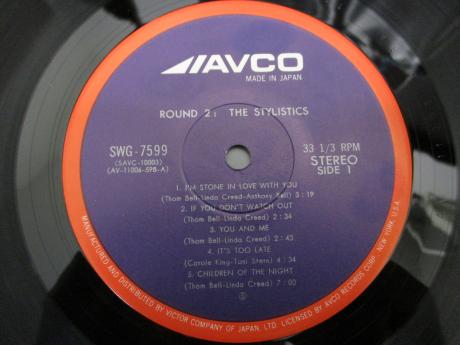 AVCO
MADE IN JAPAN
ROUND 2: THE STYLISTICS
SWG-7599
(SAVC-10003)
(AV-11006-598-A)
33 1/3 RPM
STEREO
SIDE 1
1. I'M STONE IN LOVE WITH YOU
(Thom Bell-Linda Creed-Anthony Bell) 3:19
2. IF YOU DON'T WATCH OUT
(Thom Bell-Linda Creed) 2:34
3. YOU AND ME
(Thom Bell-Linda Creed) 2:43
4. IT'S TOO LATE
(Carole King-Toni Stern) 4:34
5. CHILDREN OF THE NIGHT
(Thom Bell-Linda Creed) 7:00
MANUFACTURED AND DISTRIBUTED BY VICTOR COMPANY OF JAPAN, LTD. LICENSED BY AVCO RECORDS CORP. NEW YORK, U.S.A.